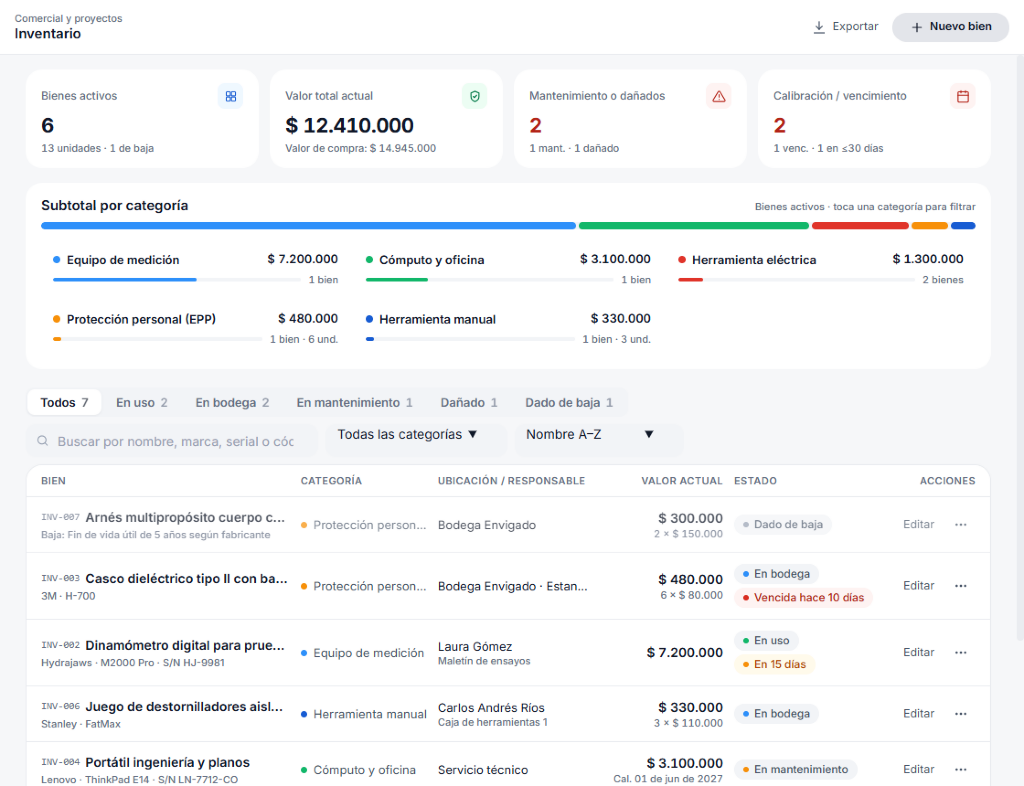 Comercial y proyectos
Inventario
Exportar
Nuevo bien
Bienes activos
6
13 unidades · 1 de baja
Valor total actual
$ 12.410.000
Valor de compra: $ 14.945.000
Mantenimiento o dañados
2
1 mant. · 1 dañado
Calibración / vencimiento
2
1 venc. · 1 en ≤30 días
Subtotal por categoría
Bienes activos · toca una categoría para filtrar
Equipo de medición $ 7.200.000
1 bien
Cómputo y oficina $ 3.100.000
1 bien
Herramienta eléctrica $ 1.300.000
2 bienes
Protección personal (EPP) $ 480.000
1 bien · 6 und.
Herramienta manual $ 330.000
1 bien · 3 und.
Todos 7 En uso 2 En bodega 2 En mantenimiento 1 Dañado 1 Dado de baja 1
Buscar por nombre, marca, serial o cóc
Todas las categorías ▼
Nombre A–Z ▼
BIEN CATEGORÍA UBICACIÓN / RESPONSABLE VALOR ACTUAL ESTADO ACCIONES
INV-007 Arnés multipropósito cuerpo c...
Baja: Fin de vida útil de 5 años según fabricante
Protección person...
Bodega Envigado
$ 300.000
2 × $ 150.000
Dado de baja
Editar ···
INV-003 Casco dieléctrico tipo II con ba...
3M · H-700
Protección person...
Bodega Envigado · Estan...
$ 480.000
6 × $ 80.000
En bodega
Vencida hace 10 días
Editar ···
INV-002 Dinamómetro digital para prue...
Hydrajaws · M2000 Pro · S/N HJ-9981
Equipo de medición
Laura Gómez
Maletín de ensayos
$ 7.200.000
En uso
En 15 días
Editar ···
INV-006 Juego de destornilladores aisl...
Stanley · FatMax
Herramienta manual
Carlos Andrés Ríos
Caja de herramientas 1
$ 330.000
3 × $ 110.000
En bodega
Editar ···
INV-004 Portátil ingeniería y planos
Lenovo · ThinkPad E14 · S/N LN-7712-CO
Cómputo y oficina
Servicio técnico
$ 3.100.000
Cal. 01 de jun de 2027
En mantenimiento
Editar ···